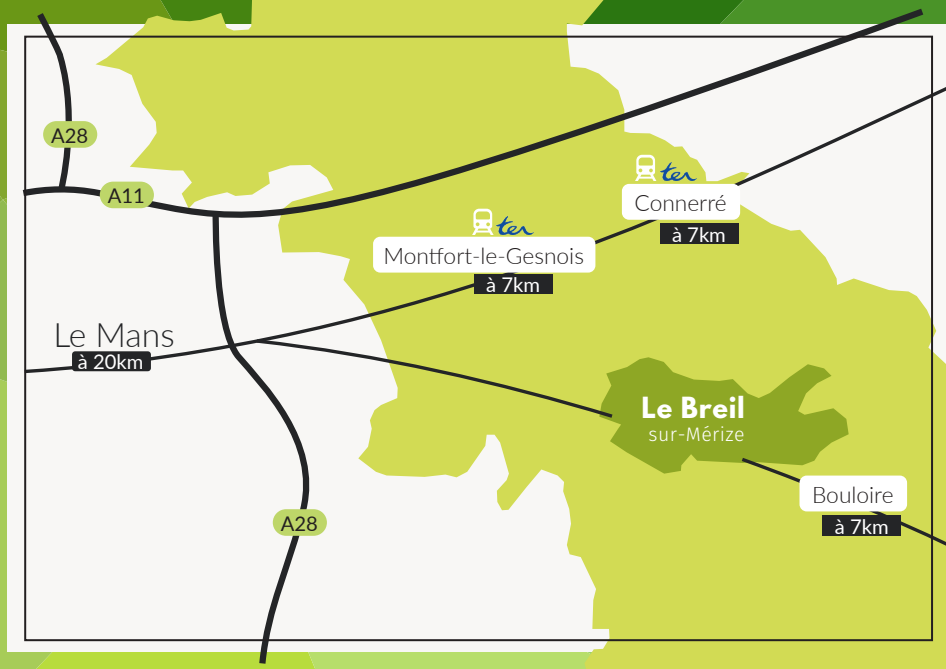 A28
A11
ter
Connerré
à 7km
ter
Montfort-le-Gesnois
à 7km
Le Mans
à 20km
Le Breil
sur-Mérize
Bouloire
à 7km
A28